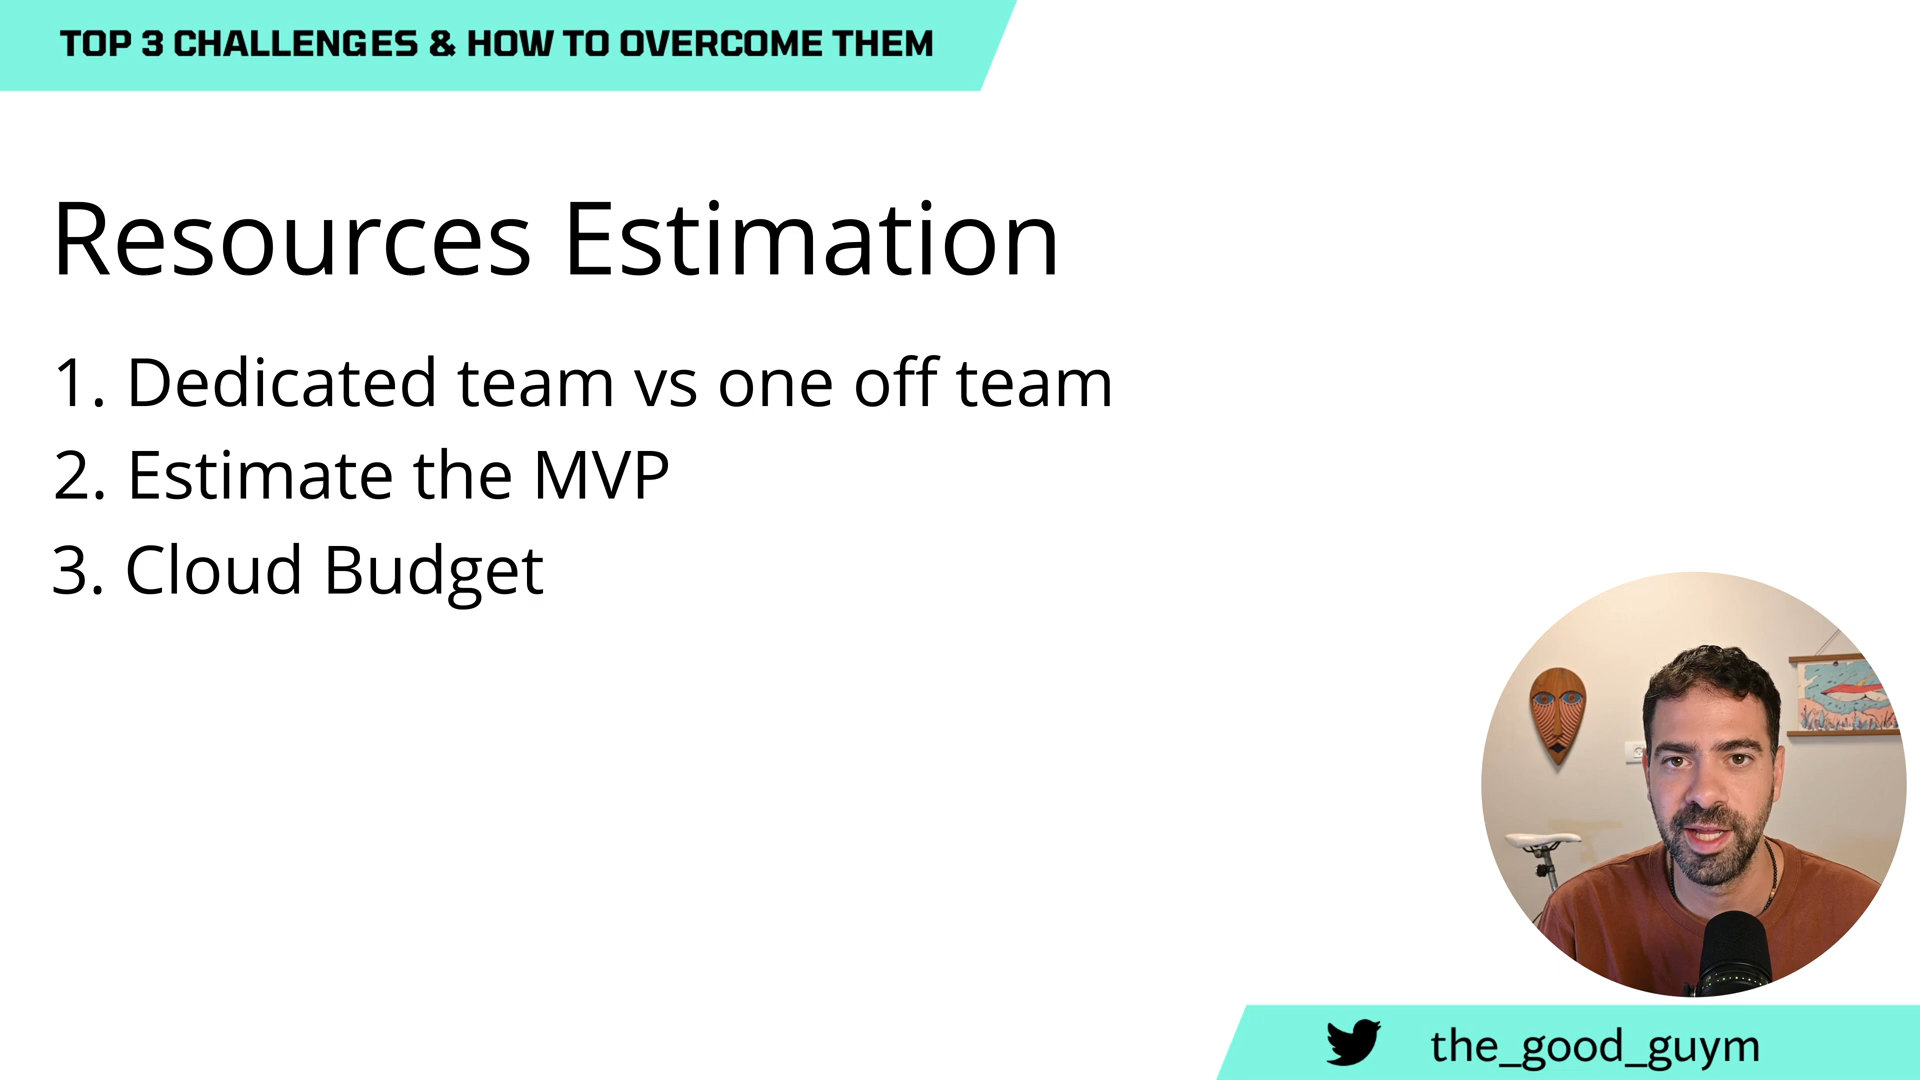 TOP 3 CHALLENGES & HOW TO OVERCOME THEM
Resources Estimation
1. Dedicated team vs one off team
2. Estimate the MVP
3. Cloud Budget
the_good_guym